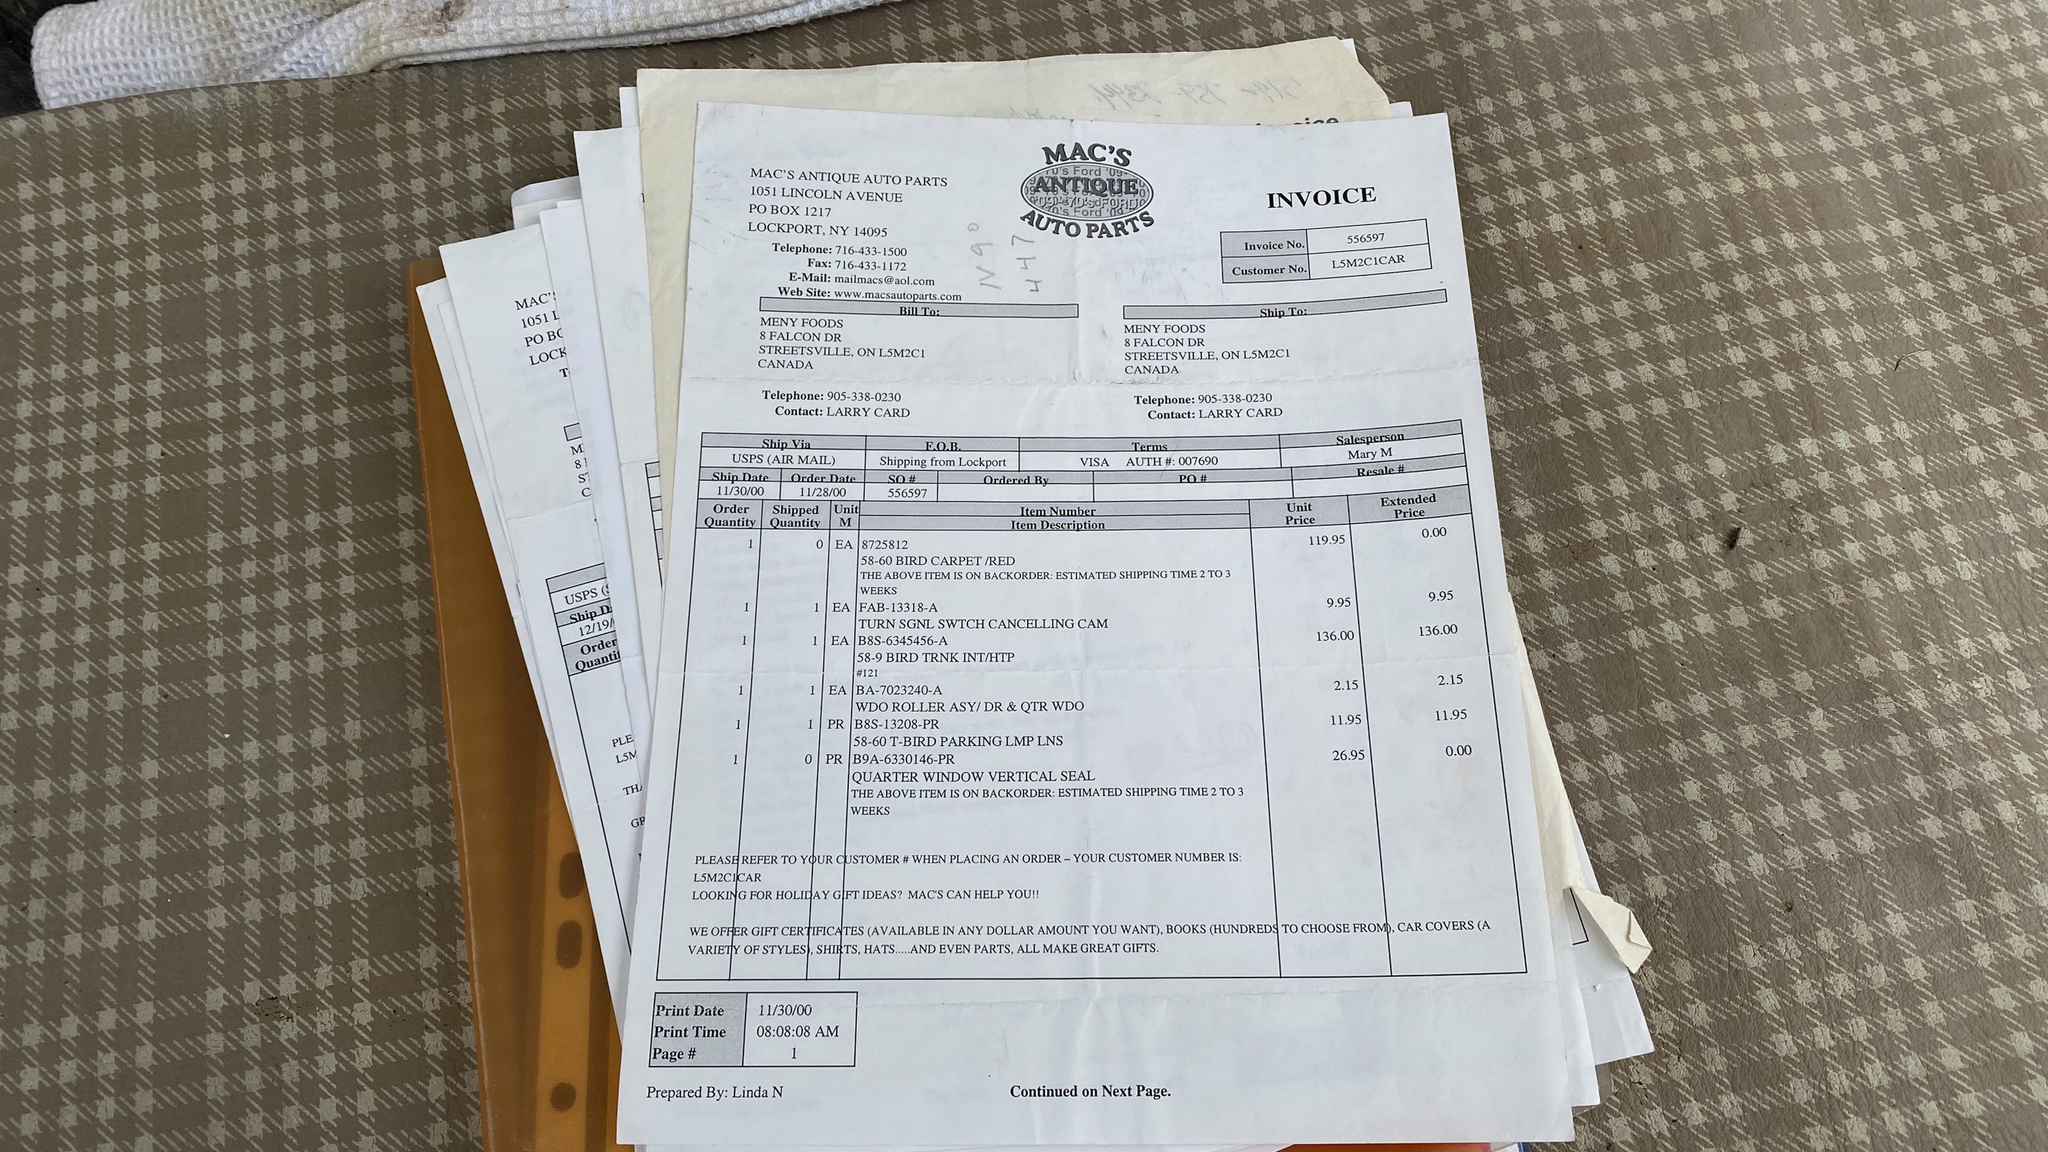 MAC'S ANTIQUE AUTO PARTS
1051 LINCOLN AVENUE
PO BOX 1217
LOCKPORT, NY 14095
Telephone: 716-433-1500
Fax: 716-433-1172
E-Mail: mailmacs@aol.com
Web Site: www.macsautoparts.com
MAC'S
ANTIQUE
AUTO PARTS
447
INVOICE
Invoice No. 556597
Customer No. L5M2C1CAR
Bill To:
MENY FOODS
8 FALCON DR
STREETSVILLE, ON L5M2C1
CANADA
Telephone: 905-338-0230
Contact: LARRY CARD
Ship To:
MENY FOODS
8 FALCON DR
STREETSVILLE, ON L5M2C1
CANADA
Telephone: 905-338-0230
Contact: LARRY CARD
Ship Via F.O.B. Terms Salesperson
USPS (AIR MAIL) Shipping from Lockport VISA AUTH #: 007690 Mary M
Ship Date Order Date SO # Ordered By PO # Resale #
11/30/00 11/28/00 556597
Order Quantity Shipped Quantity Unit M Item Number Item Description Unit Price Extended Price
1 0 EA 8725812 119.95 0.00
58-60 BIRD CARPET /RED
THE ABOVE ITEM IS ON BACKORDER: ESTIMATED SHIPPING TIME 2 TO 3
WEEKS
1 1 EA FAB-13318-A 9.95 9.95
TURN SGNL SWTCH CANCELLING CAM
1 1 EA B8S-6345456-A 136.00 136.00
58-9 BIRD TRNK INT/HTP
#121
1 1 EA BA-7023240-A 2.15 2.15
WDO ROLLER ASY/ DR & QTR WDO
1 1 PR B8S-13208-PR 11.95 11.95
58-60 T-BIRD PARKING LMP LNS
1 0 PR B9A-6330146-PR 26.95 0.00
QUARTER WINDOW VERTICAL SEAL
THE ABOVE ITEM IS ON BACKORDER: ESTIMATED SHIPPING TIME 2 TO 3
WEEKS
PLEASE REFER TO YOUR CUSTOMER # WHEN PLACING AN ORDER – YOUR CUSTOMER NUMBER IS:
L5M2C1CAR
LOOKING FOR HOLIDAY GIFT IDEAS? MAC'S CAN HELP YOU!!
WE OFFER GIFT CERTIFICATES (AVAILABLE IN ANY DOLLAR AMOUNT YOU WANT), BOOKS (HUNDREDS TO CHOOSE FROM), CAR COVERS (A
VARIETY OF STYLES), SHIRTS, HATS.....AND EVEN PARTS, ALL MAKE GREAT GIFTS.
Print Date 11/30/00
Print Time 08:08:08 AM
Page # 1
Prepared By: Linda N
Continued on Next Page.
MAC'S
1051 L
PO BO
LOCK
USPS (S
Ship Da
12/19/
Order
Quanti
PLE
L5M